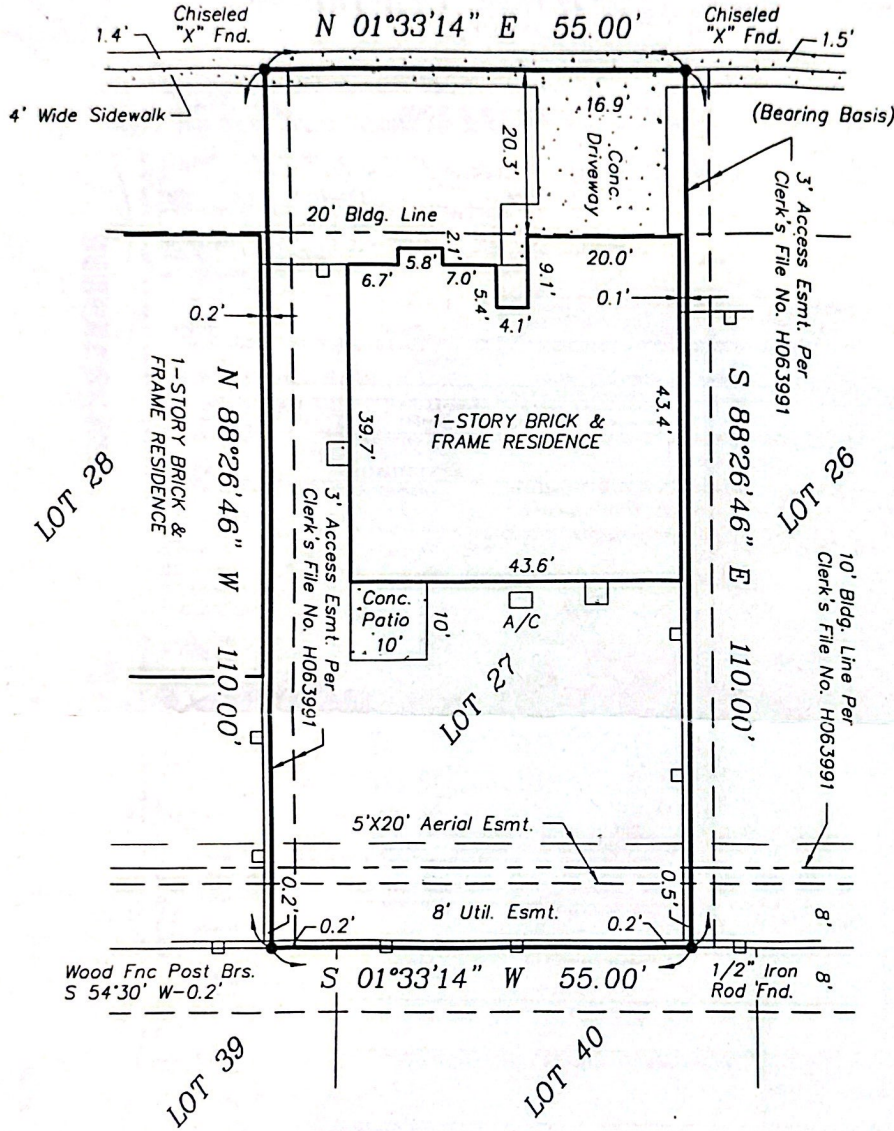 Chiseled
"X" Fnd.
N 01°33'14" E 55.00'
Chiseled
"X" Fnd.
1.4'
1.5'
4' Wide Sidewalk
16.9'
(Bearing Basis)
20.3'
Conc.
Driveway
3' Access Esmt. Per
Clerk's File No. H063991
20' Bldg. Line
2.1'
5.8'
6.7'
7.0'
9.1'
20.0'
5.4'
4.1'
0.1'
0.2'
1-STORY BRICK &
FRAME RESIDENCE
N 88°26'46" W 110.00'
39.7'
1-STORY BRICK &
FRAME RESIDENCE
43.4'
S 88°26'46" E 110.00'
LOT 28
LOT 26
3' Access Esmt. Per
Clerk's File No. H063991
43.6'
Conc.
Patio
10'
10'
A/C
LOT 27
10' Bldg. Line Per
Clerk's File No. H063991
5'X20' Aerial Esmt.
0.2'
0.2'
8' Util. Esmt.
0.2'
0.5'
8'
8'
Wood Fnc Post Brs.
S 54°30' W-0.2'
S 01°33'14" W 55.00'
1/2" Iron
Rod Fnd.
LOT 39
LOT 40